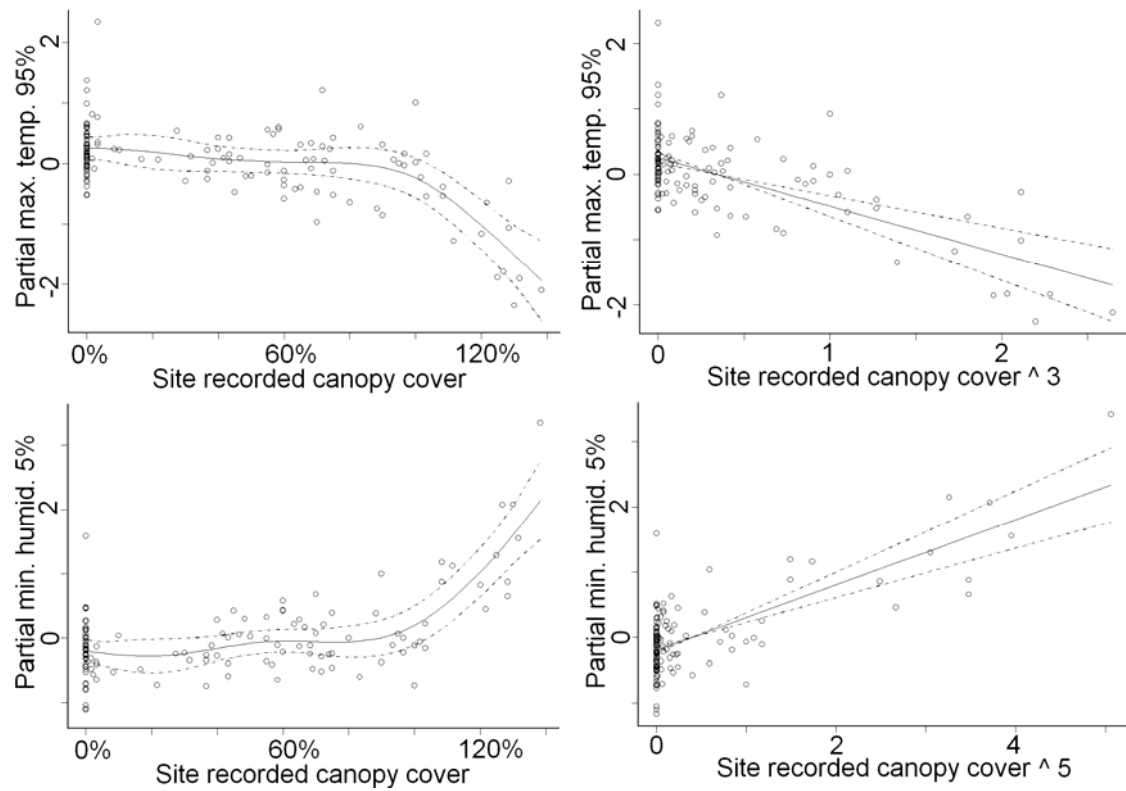 Partial max. temp. 95%
2
0
-2
0%
60%
120%
Site recorded canopy cover
Partial max. temp. 95%
2
0
-2
0
1
2
Site recorded canopy cover ^ 3
Partial min. humid. 5%
2
0
0%
60%
120%
Site recorded canopy cover
Partial min. humid. 5%
2
0
0
2
4
Site recorded canopy cover ^ 5